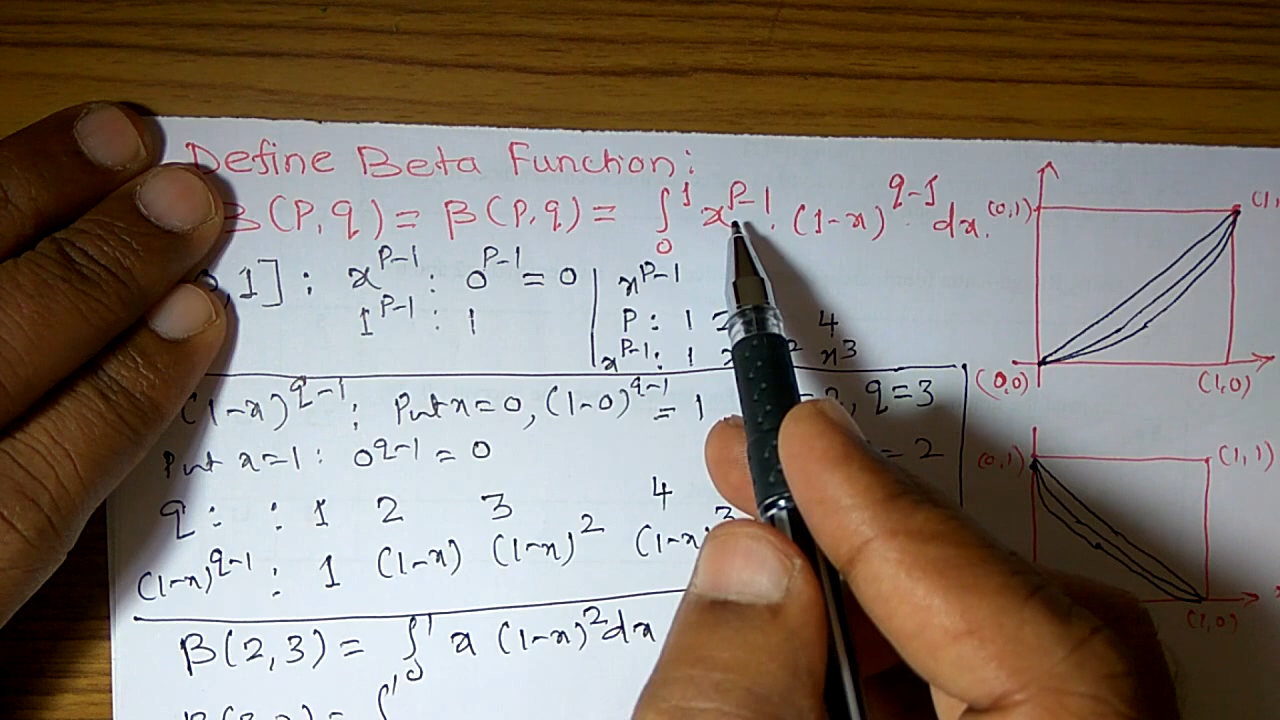 Define Beta Function:
B(P,q) = β(P,q) = ∫₀¹ x^(P-1) . (1-x)^(q-1) dx.
,1] : x^(P-1) : 0^(P-1) = 0 | x^(P-1)
1^(P-1) : 1
P : 1 2 4
x^(P-1) : 1 x x³
(1-x)^(q-1) : Put x=0, (1-0)^(q-1) = 1
, q=3
Put x=1 : 0^(q-1) = 0
= 2
q : : 1 2 3 4
(1-x)^(q-1) : 1 (1-x) (1-x)² (1-x)³
β(2,3) = ∫₀¹ x (1-x)² dx
(0,1)
(1,
(0,0)
(1,0)
(0,1)
(1,1)
(1,0)